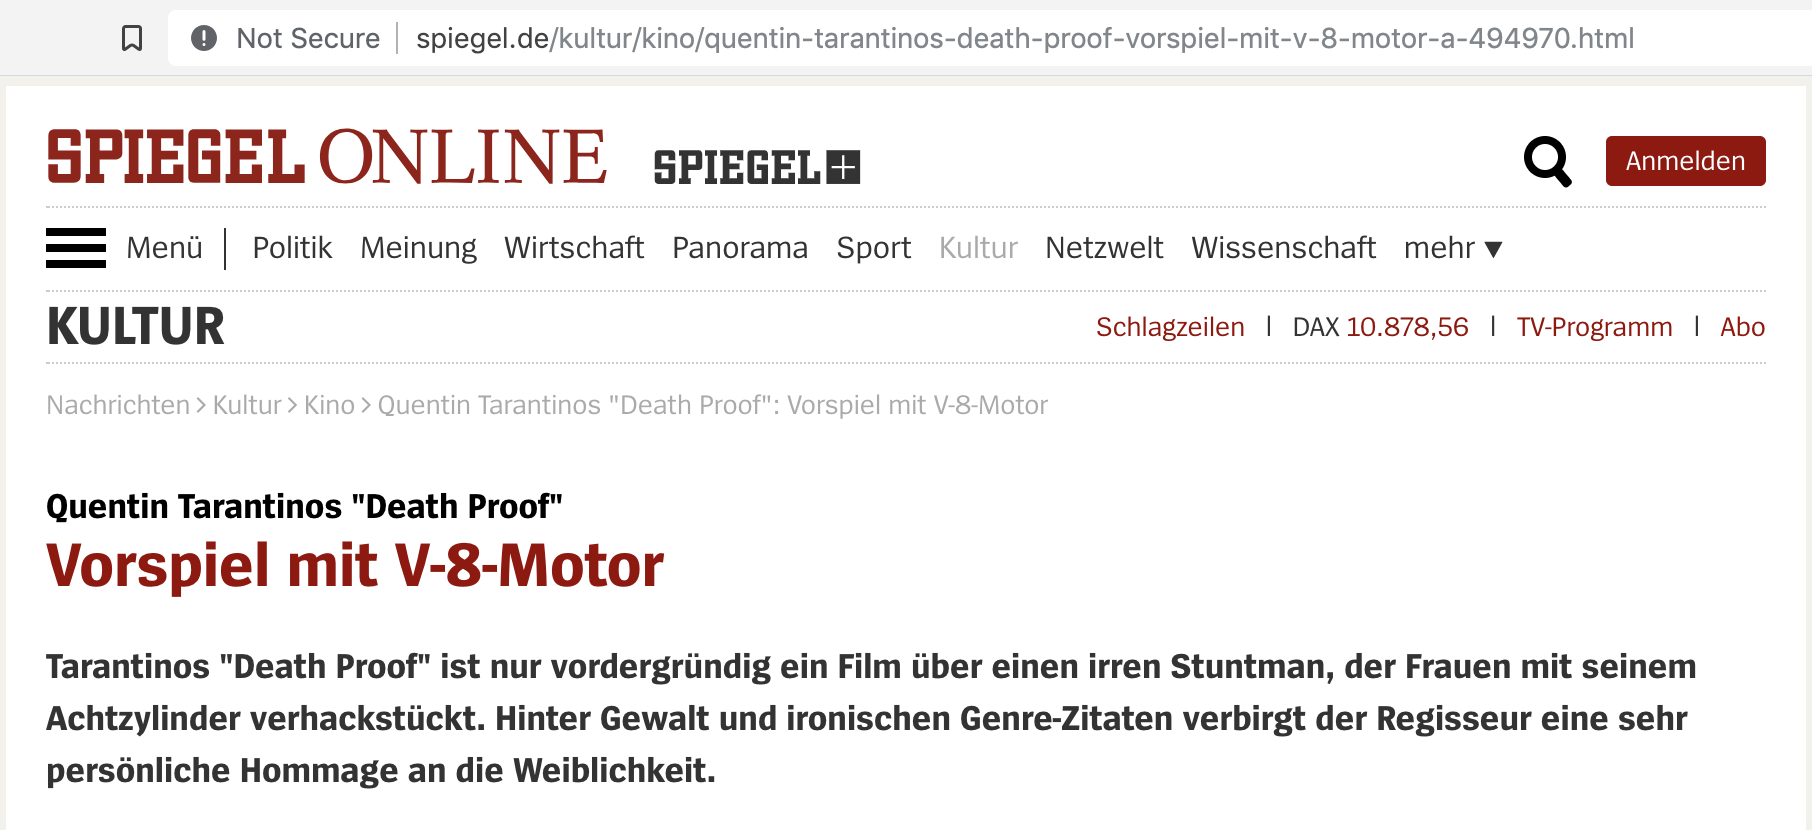 Not Secure | spiegel.de/kultur/kino/quentin-tarantinos-death-proof-vorspiel-mit-v-8-motor-a-494970.html
SPIEGEL ONLINE SPIEGEL+ Anmelden
Menü | Politik Meinung Wirtschaft Panorama Sport Kultur Netzwelt Wissenschaft mehr ▼
KULTUR Schlagzeilen | DAX 10.878,56 | TV-Programm | Abo
Nachrichten > Kultur > Kino > Quentin Tarantinos "Death Proof": Vorspiel mit V-8-Motor
Quentin Tarantinos "Death Proof"
Vorspiel mit V-8-Motor
Tarantinos "Death Proof" ist nur vordergründig ein Film über einen irren Stuntman, der Frauen mit seinem
Achtzylinder verhackstückt. Hinter Gewalt und ironischen Genre-Zitaten verbirgt der Regisseur eine sehr
persönliche Hommage an die Weiblichkeit.